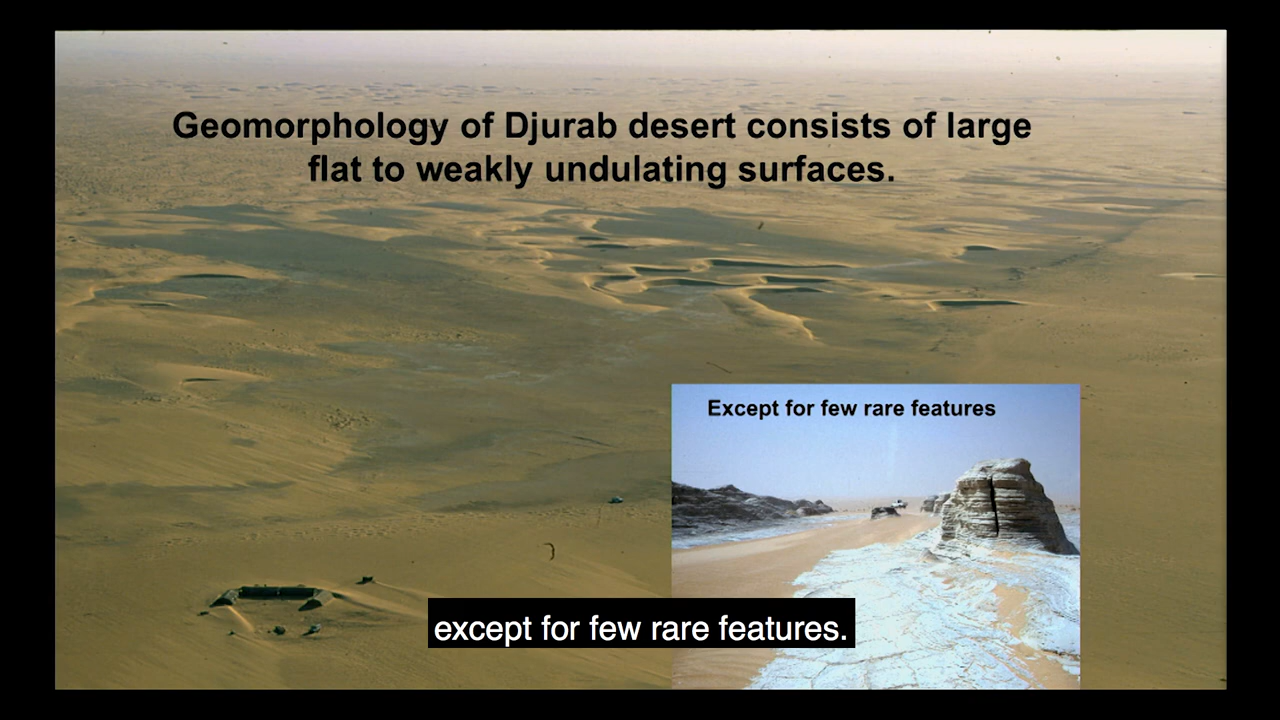 Geomorphology of Djurab desert consists of large
flat to weakly undulating surfaces.
Except for few rare features
except for few rare features.